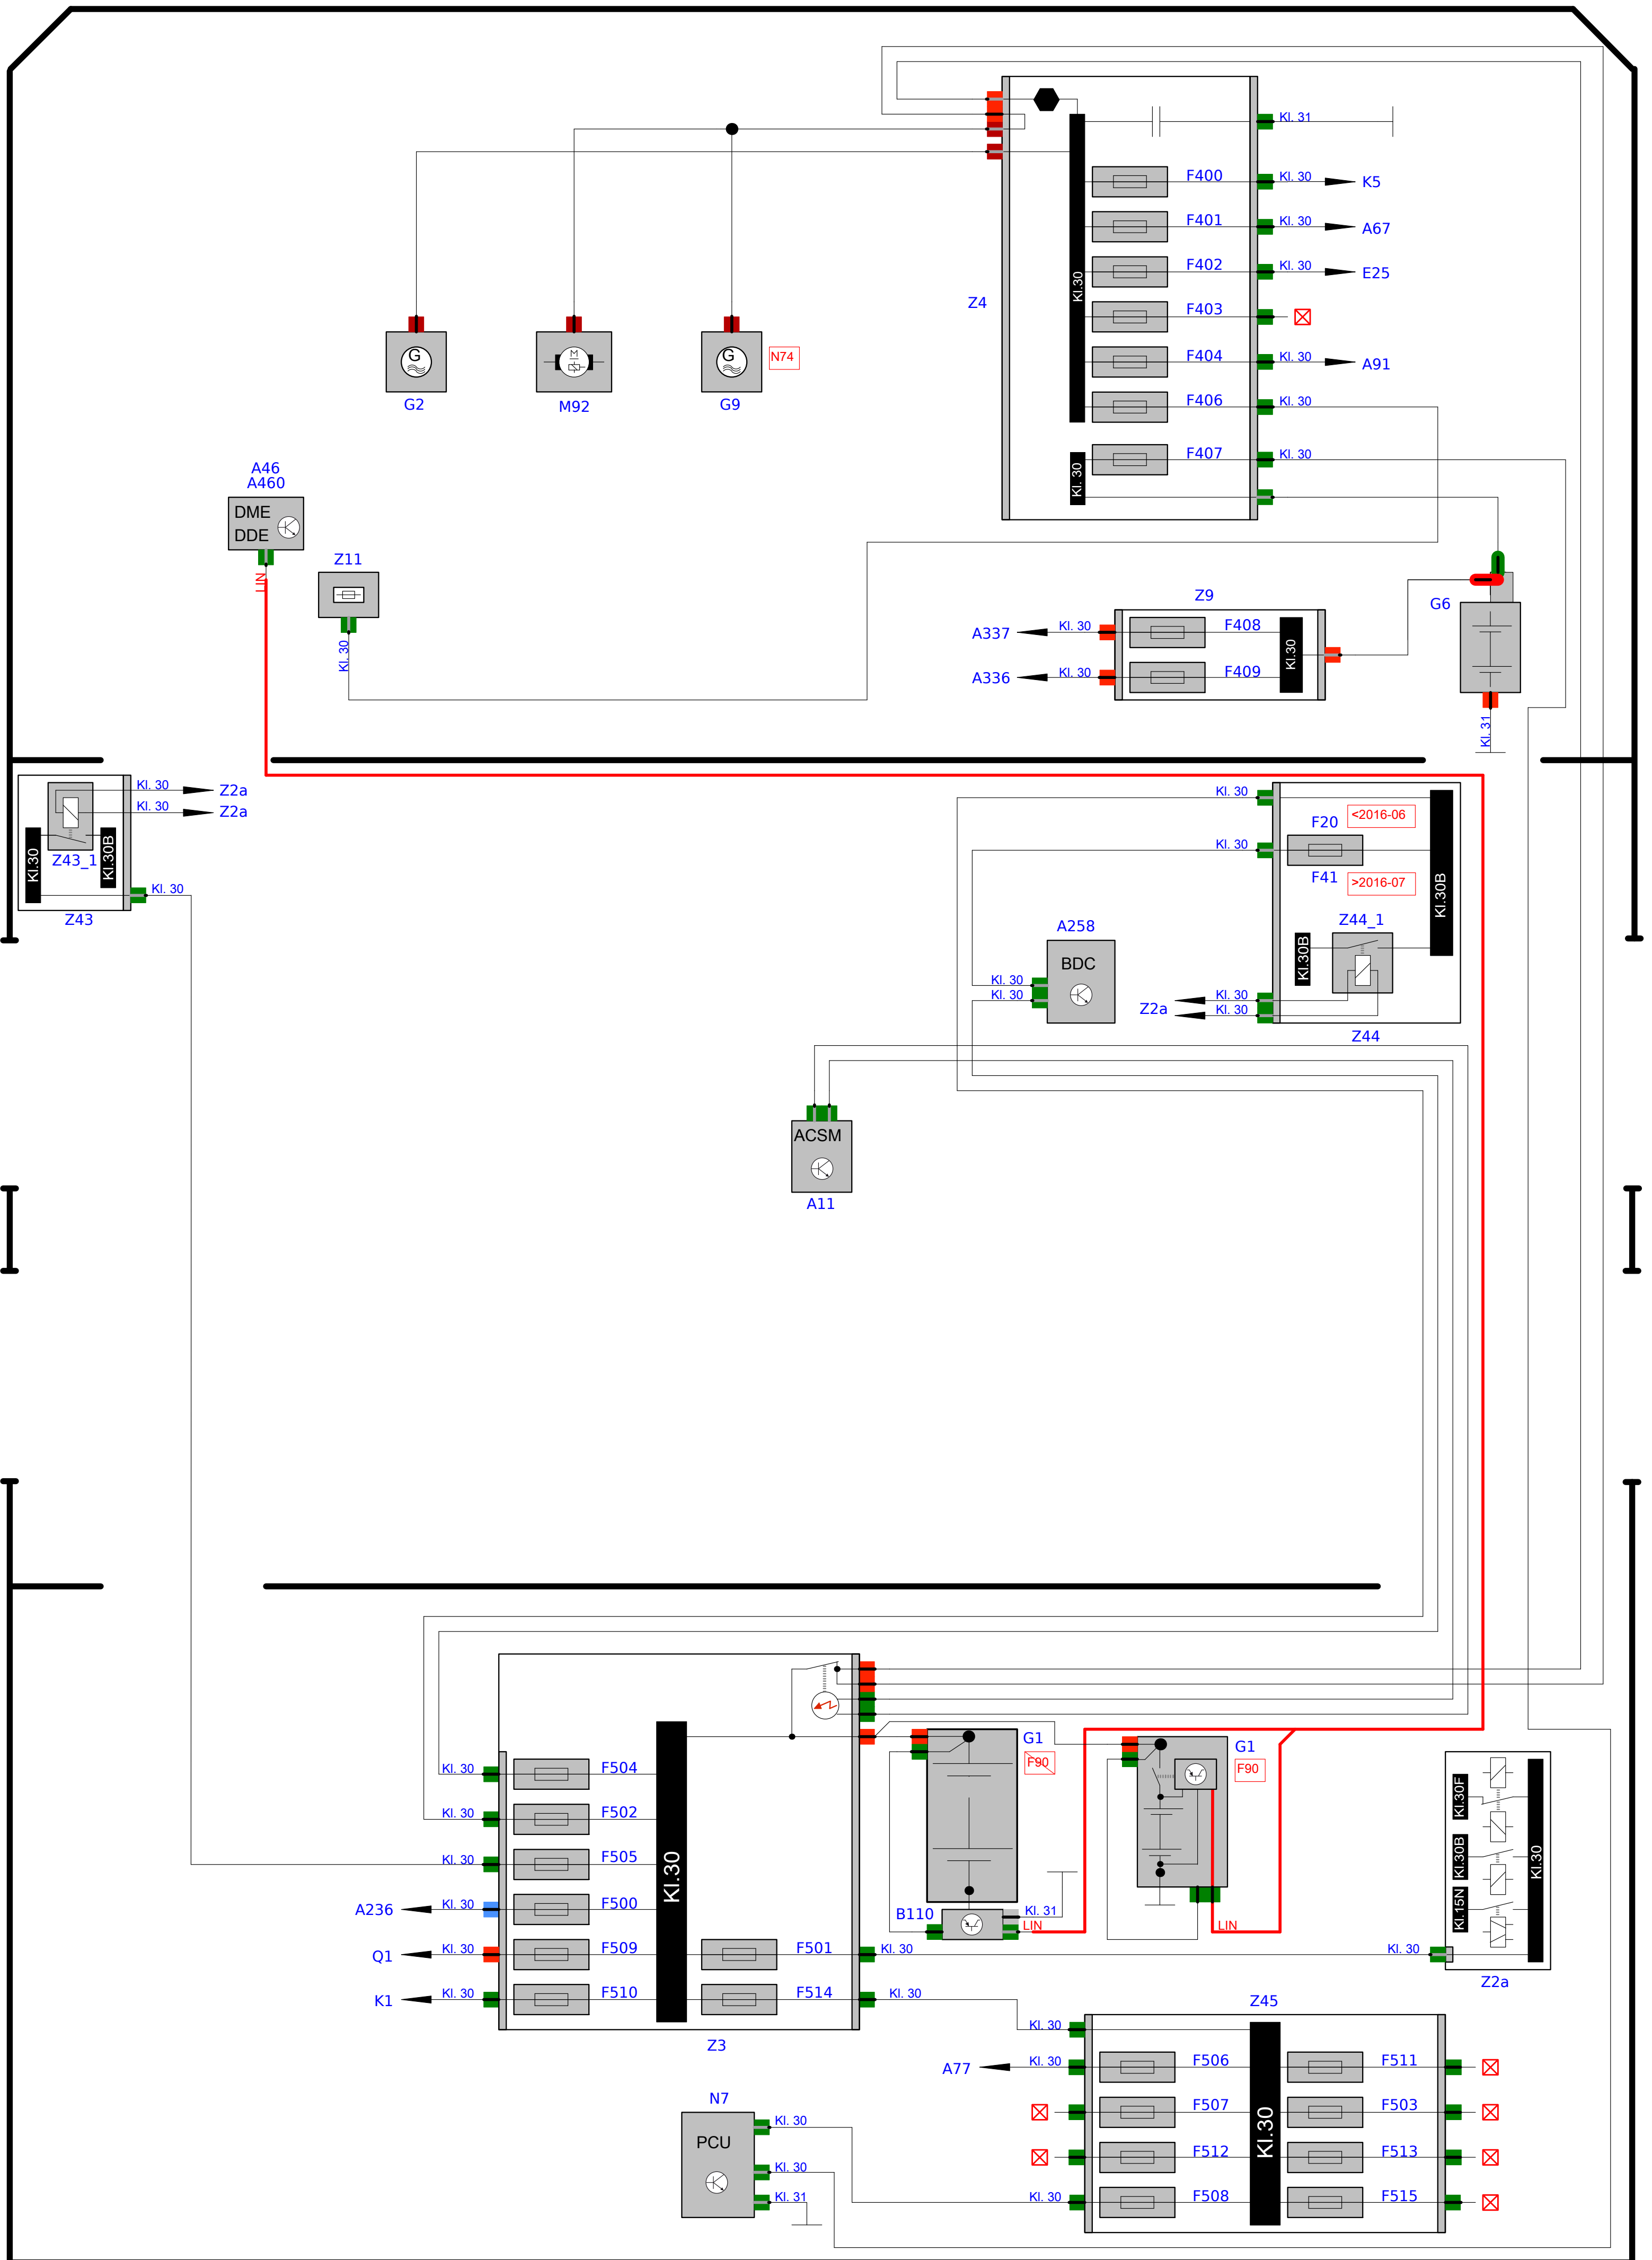 Kl. 31
F400
Kl. 30
K5
F401
Kl. 30
A67
F402
Kl. 30
E25
Kl.30
Z4
F403
F404
Kl. 30
A91
F406
Kl. 30
F407
Kl. 30
Kl. 30
G
G2
M
M92
G
N74
G9
A46
A460
DME
DDE
LIN
Z11
Kl. 30
Z9
G6
A337
Kl. 30
F408
Kl.30
A336
Kl. 30
F409
Kl. 31
Kl. 30
Z2a
Kl. 30
Z2a
Kl.30
Z43_1
Kl.30B
Kl. 30
Z43
Kl. 30
F20
<2016-06
Kl. 30
F41
>2016-07
Kl.30B
Z44_1
Kl.30B
A258
BDC
Kl. 30
Kl. 30
Z2a
Kl. 30
Kl. 30
Z44
ACSM
A11
Kl. 30
F504
Kl. 30
F502
Kl. 30
F505
Kl.30
A236
Kl. 30
F500
Q1
Kl. 30
F509
F501
Kl. 30
K1
Kl. 30
F510
F514
Kl. 30
Z3
G1
F90
B110
Kl. 31
LIN
G1
F90
LIN
Kl.30F
Kl.30B
Kl.15N
Kl.30
Kl. 30
Z2a
Z45
Kl. 30
A77
Kl. 30
F506
F511
F507
F503
Kl.30
F512
F513
Kl. 30
F508
F515
N7
PCU
Kl. 30
Kl. 30
Kl. 31